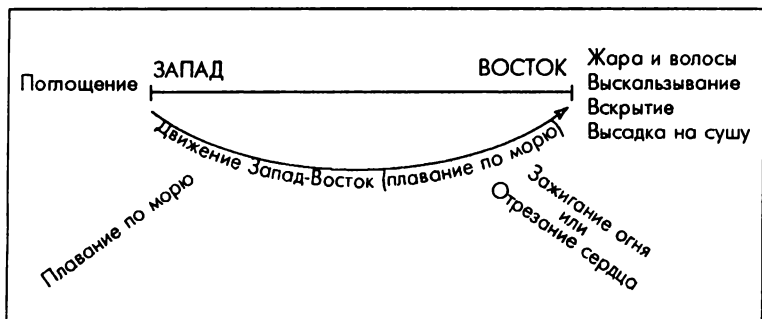 Поглощение
ЗАПАД
ВОСТОК
Жара и волосы
Выскальзывание
Вскрытие
Высадка на сушу
Движение Запад-Восток (плавание по морю)
Плавание по морю
Зажигание огня
или
Отрезание сердца